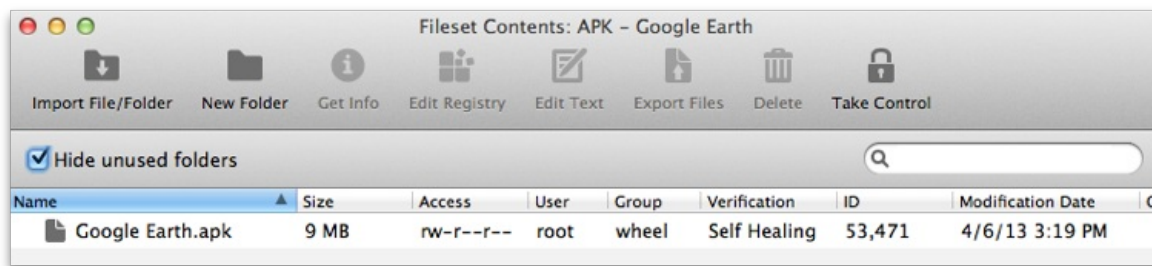 Fileset Contents: APK – Google Earth
Import File/Folder New Folder Get Info Edit Registry Edit Text Export Files Delete Take Control
Hide unused folders
Name Size Access User Group Verification ID Modification Date
Google Earth.apk 9 MB rw-r--r-- root wheel Self Healing 53,471 4/6/13 3:19 PM